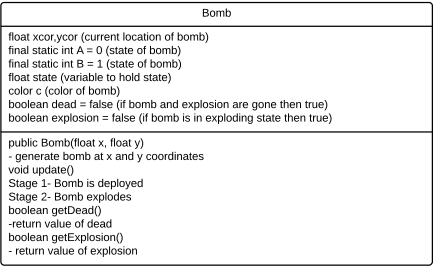 Bomb
float xcor,ycor (current location of bomb)
final static int A = 0 (state of bomb)
final static int B = 1 (state of bomb)
float state (variable to hold state)
color c (color of bomb)
boolean dead = false (if bomb and explosion are gone then true)
boolean explosion = false (if bomb is in exploding state then true)
public Bomb(float x, float y)
- generate bomb at x and y coordinates
void update()
Stage 1- Bomb is deployed
Stage 2- Bomb explodes
boolean getDead()
-return value of dead
boolean getExplosion()
- return value of explosion